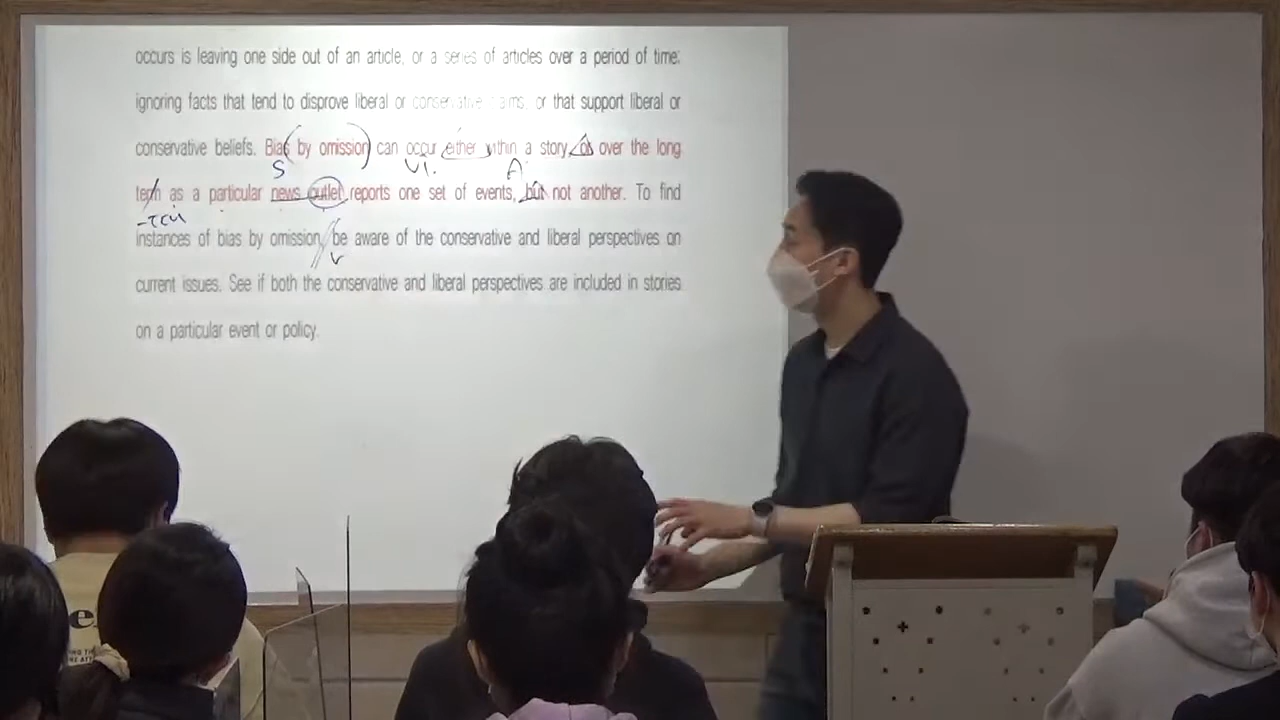 occurs is leaving one side out of an article, or a series of articles over a period of time;
ignoring facts that tend to disprove liberal or conservative claims, or that support liberal or
conservative beliefs. Bias (by omission) can occur either within a story, or over the long
S V A
term as a particular news outlet reports one set of events, but not another. To find
instances of bias by omission, be aware of the conservative and liberal perspectives on
V
current issues. See if both the conservative and liberal perspectives are included in stories
on a particular event or policy.